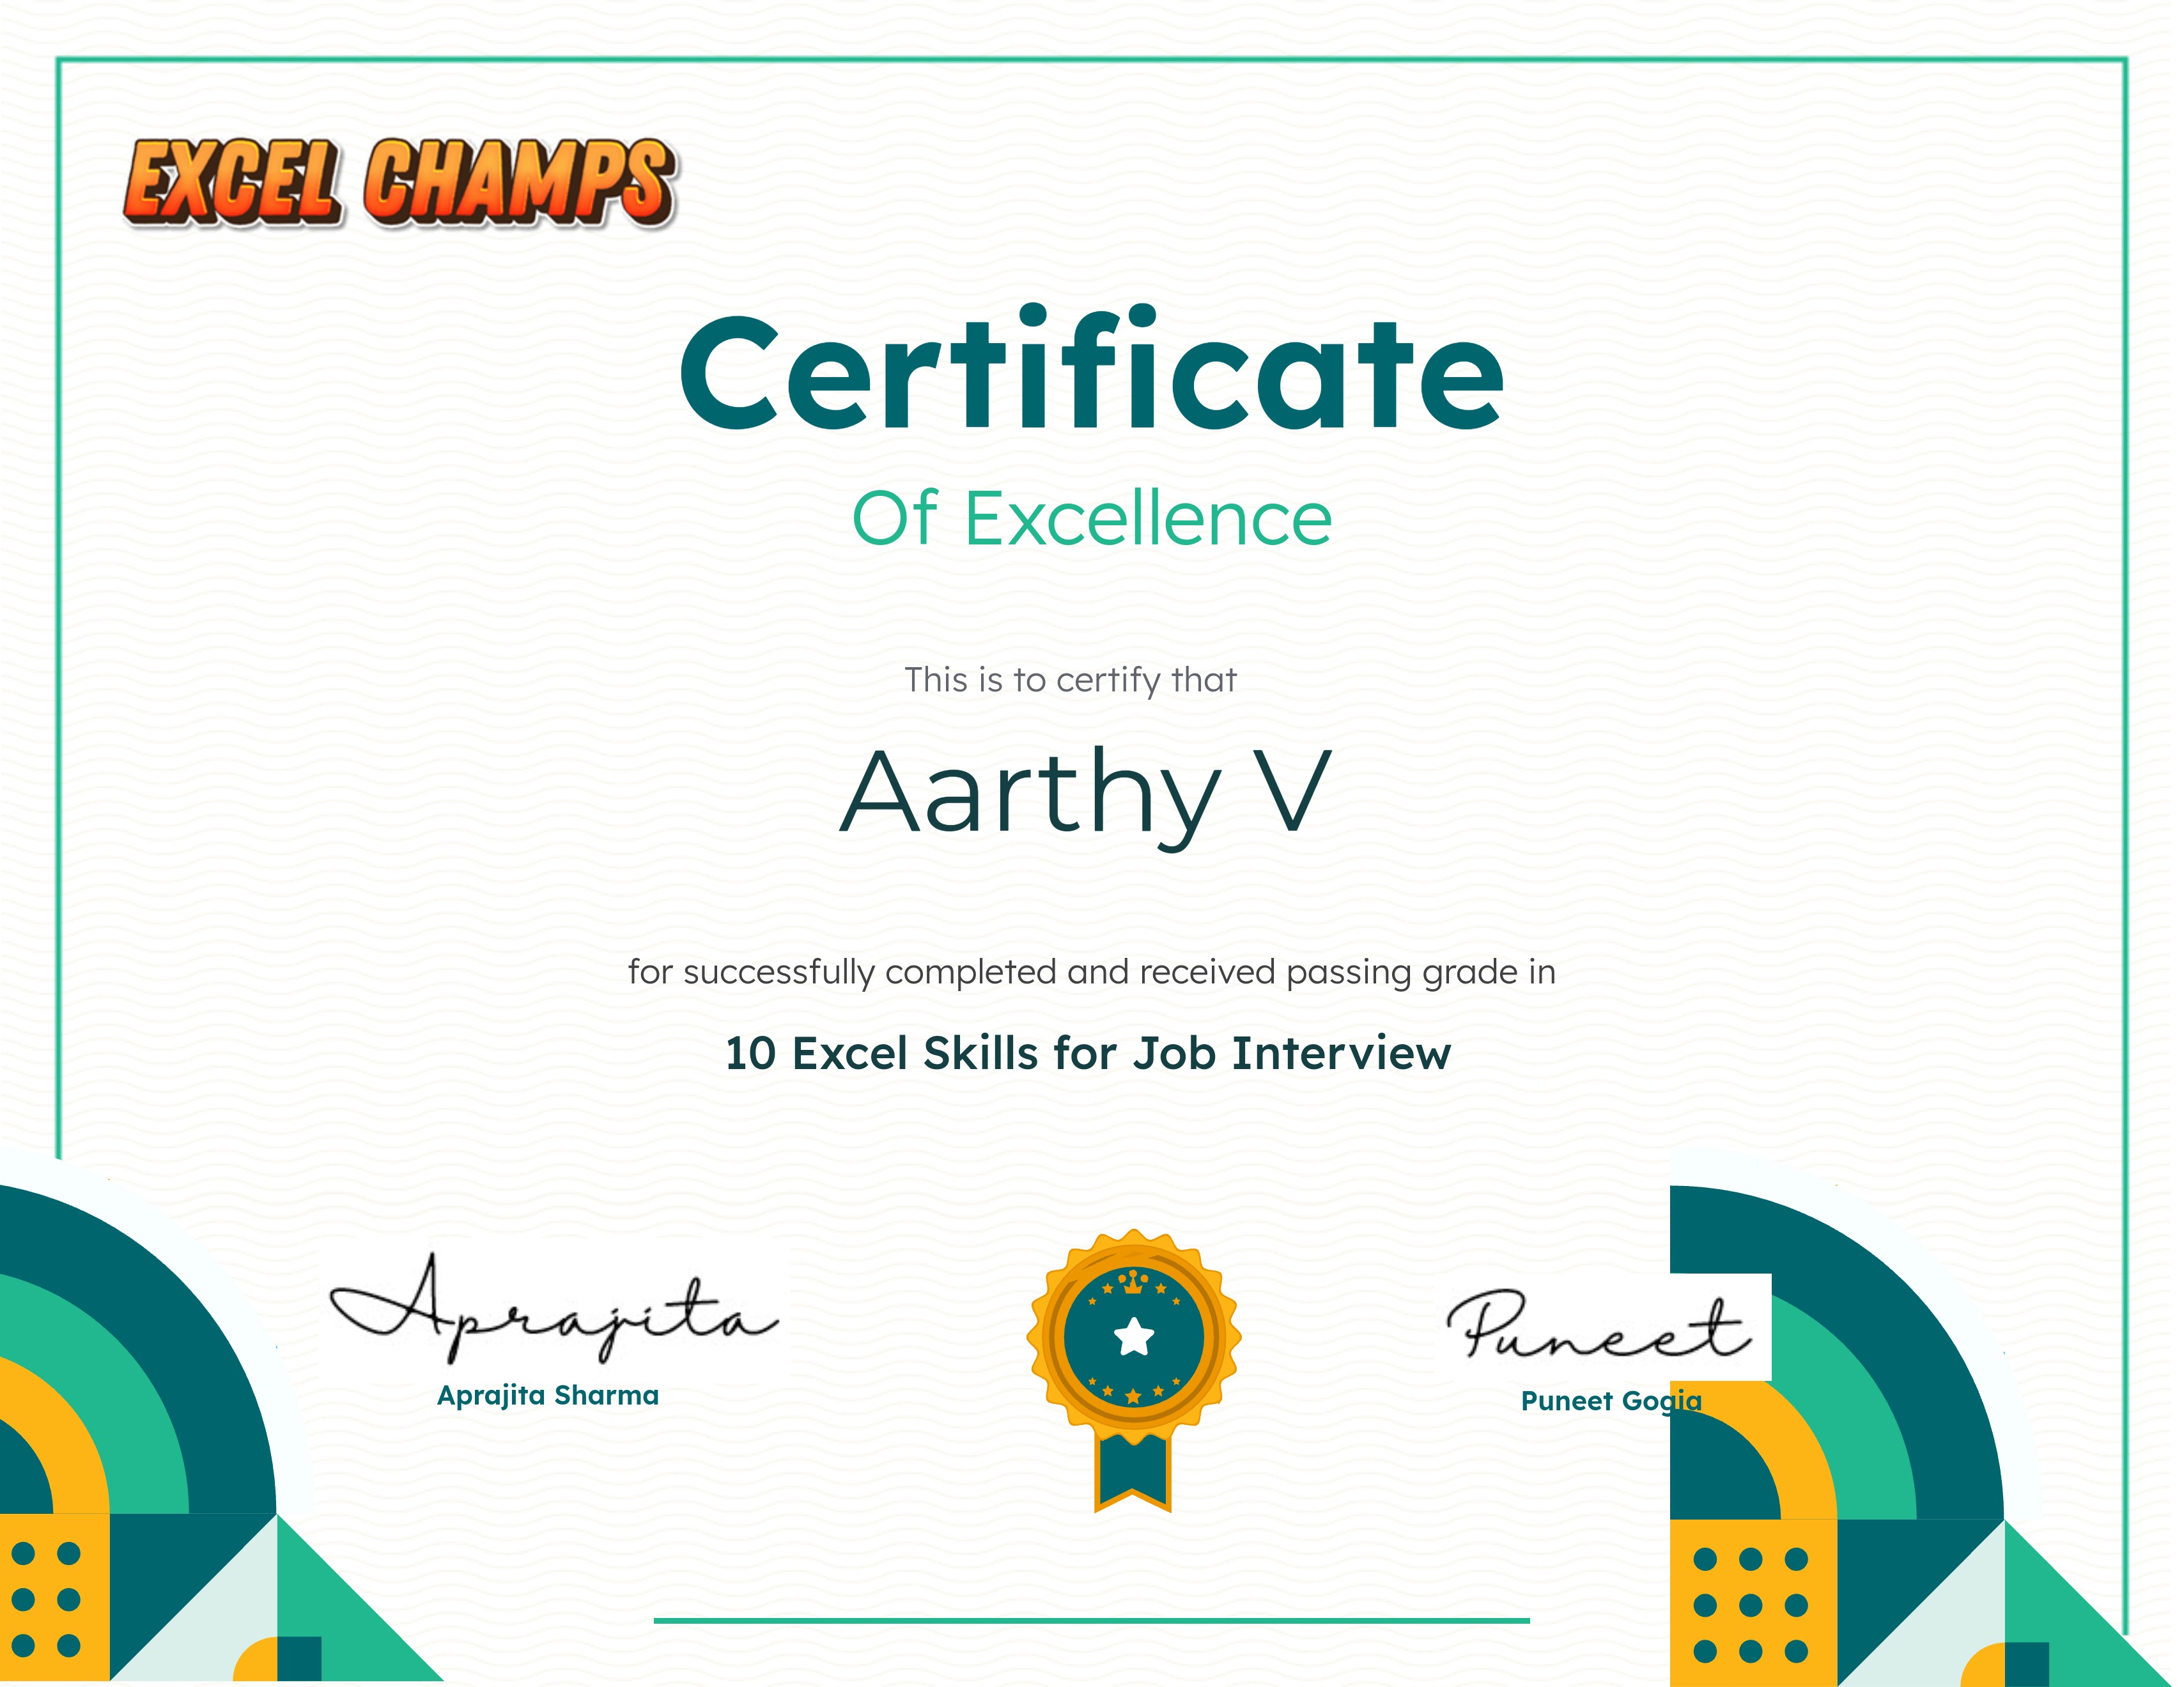 EXCEL CHAMPS
Certificate
Of Excellence
This is to certify that
Aarthy V
for successfully completed and received passing grade in
10 Excel Skills for Job Interview
Aprajita
Puneet
Aprajita Sharma
Puneet Gogia